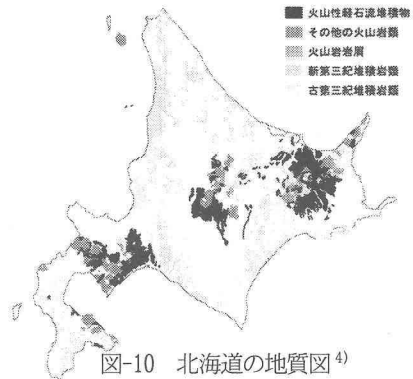 火山性軽石流堆積物
その他の火山岩類
火山岩岩屑
新第三紀堆積岩類
古第三紀堆積岩類
図-10 北海道の地質図4)